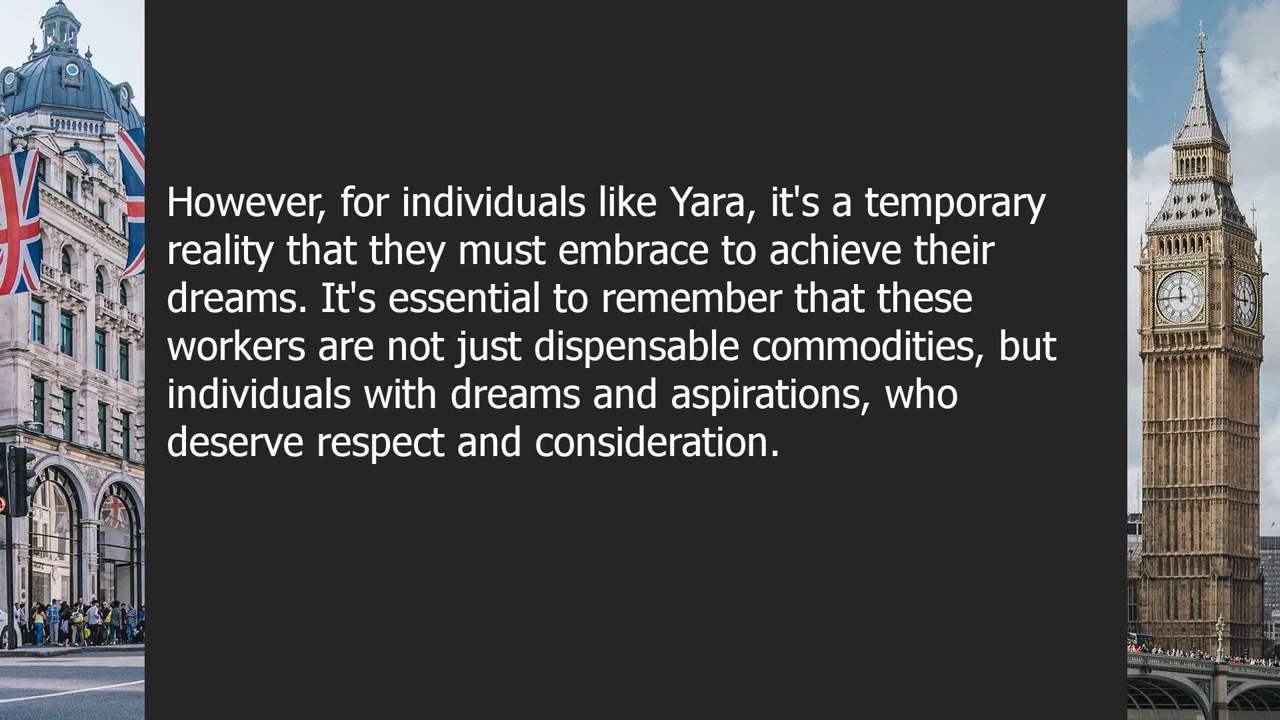 However, for individuals like Yara, it's a temporary
reality that they must embrace to achieve their
dreams. It's essential to remember that these
workers are not just dispensable commodities, but
individuals with dreams and aspirations, who
deserve respect and consideration.